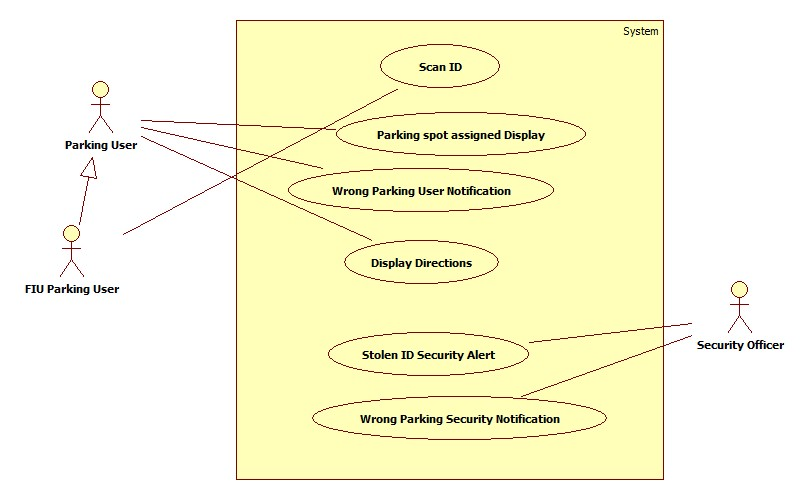 System
Scan ID
Parking User
Parking spot assigned Display
Wrong Parking User Notification
Display Directions
FIU Parking User
Stolen ID Security Alert
Security Officer
Wrong Parking Security Notification